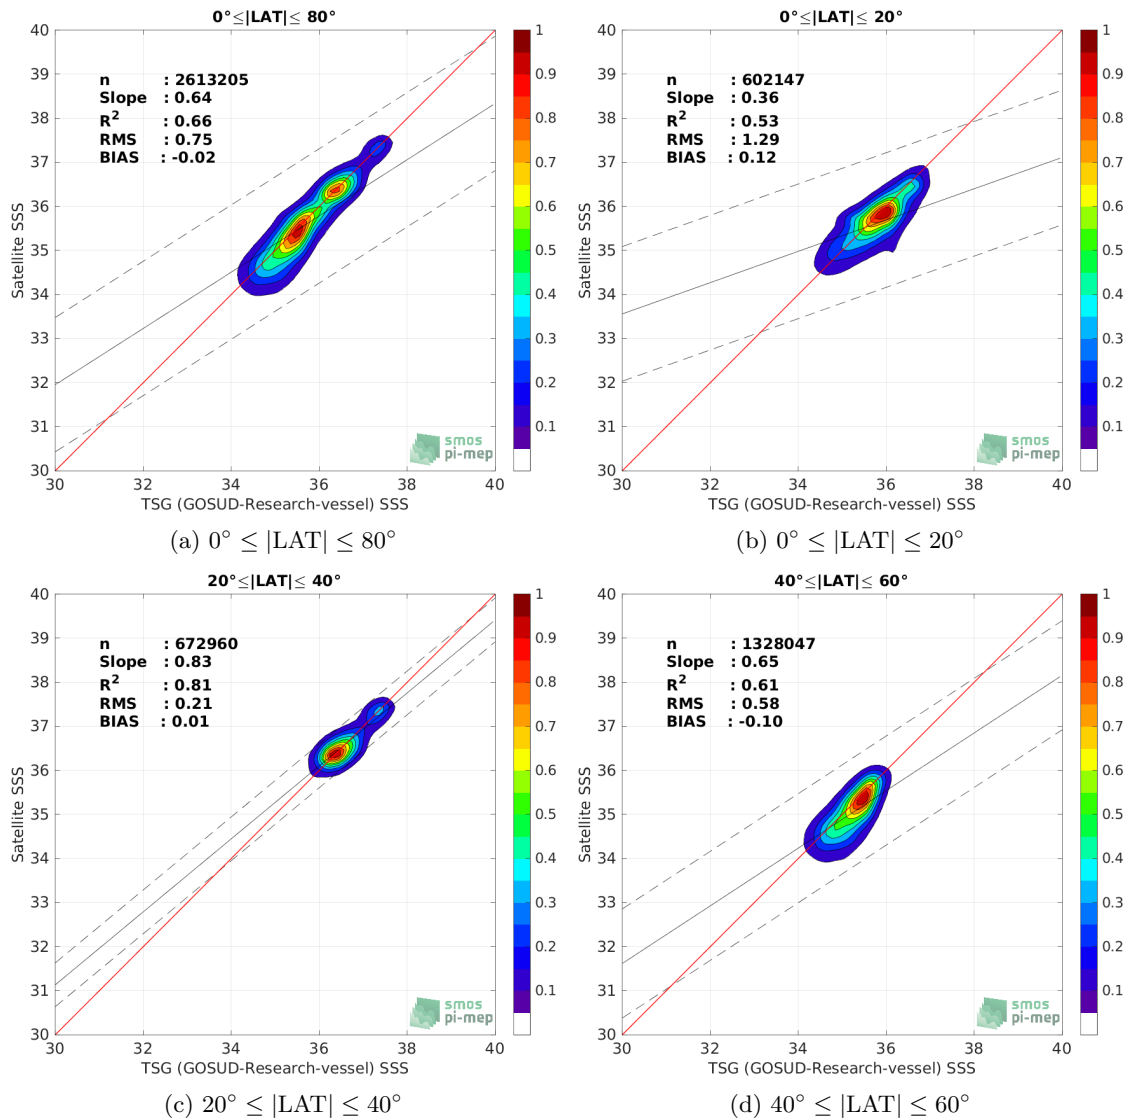 0°≤|LAT|≤ 80°
n : 2613205
Slope : 0.64
R² : 0.66
RMS : 0.75
BIAS : -0.02
Satellite SSS
40
39
38
37
36
35
34
33
32
31
30
30 32 34 36 38 40
TSG (GOSUD-Research-vessel) SSS
1
0.9
0.8
0.7
0.6
0.5
0.4
0.3
0.2
0.1
smos
pi-mep
(a) 0° ≤ |LAT| ≤ 80°
0°≤|LAT|≤ 20°
n : 602147
Slope : 0.36
R² : 0.53
RMS : 1.29
BIAS : 0.12
Satellite SSS
40
39
38
37
36
35
34
33
32
31
30
30 32 34 36 38 40
TSG (GOSUD-Research-vessel) SSS
1
0.9
0.8
0.7
0.6
0.5
0.4
0.3
0.2
0.1
smos
pi-mep
(b) 0° ≤ |LAT| ≤ 20°
20°≤|LAT|≤ 40°
n : 672960
Slope : 0.83
R² : 0.81
RMS : 0.21
BIAS : 0.01
Satellite SSS
40
39
38
37
36
35
34
33
32
31
30
30 32 34 36 38 40
TSG (GOSUD-Research-vessel) SSS
1
0.9
0.8
0.7
0.6
0.5
0.4
0.3
0.2
0.1
smos
pi-mep
(c) 20° ≤ |LAT| ≤ 40°
40°≤|LAT|≤ 60°
n : 1328047
Slope : 0.65
R² : 0.61
RMS : 0.58
BIAS : -0.10
Satellite SSS
40
39
38
37
36
35
34
33
32
31
30
30 32 34 36 38 40
TSG (GOSUD-Research-vessel) SSS
1
0.9
0.8
0.7
0.6
0.5
0.4
0.3
0.2
0.1
smos
pi-mep
(d) 40° ≤ |LAT| ≤ 60°